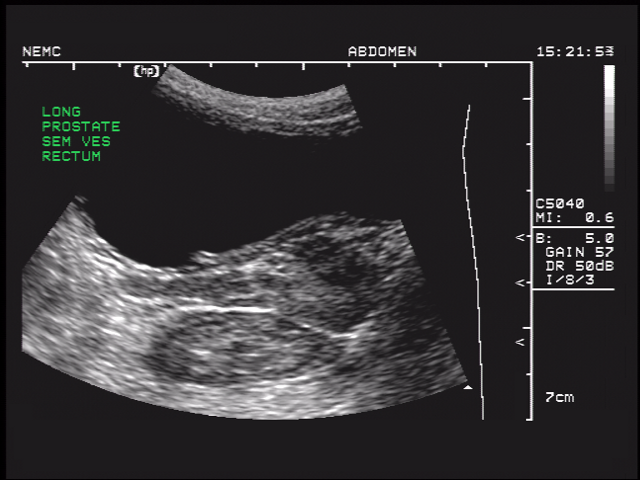 NEMC ABDOMEN 15:21:53
[hp]
LONG
PROSTATE
SEM VES
RECTUM
C5040
MI: 0.6
B: 5.0
GAIN 57
DR 50dB
I/8/3
7cm